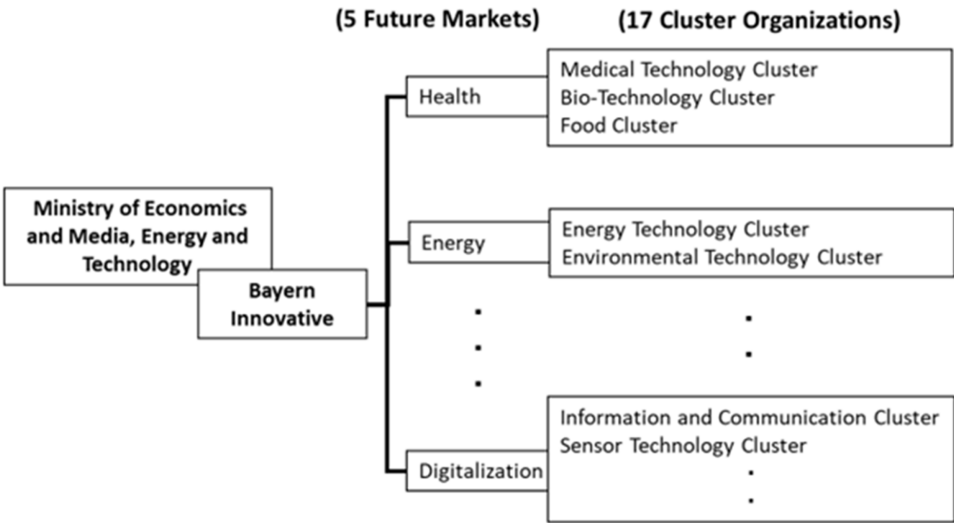 (5 Future Markets)
(17 Cluster Organizations)
Health
Medical Technology Cluster
Bio-Technology Cluster
Food Cluster
Ministry of Economics
and Media, Energy and
Technology
Bayern
Innovative
Energy
Energy Technology Cluster
Environmental Technology Cluster
Digitalization
Information and Communication Cluster
Sensor Technology Cluster